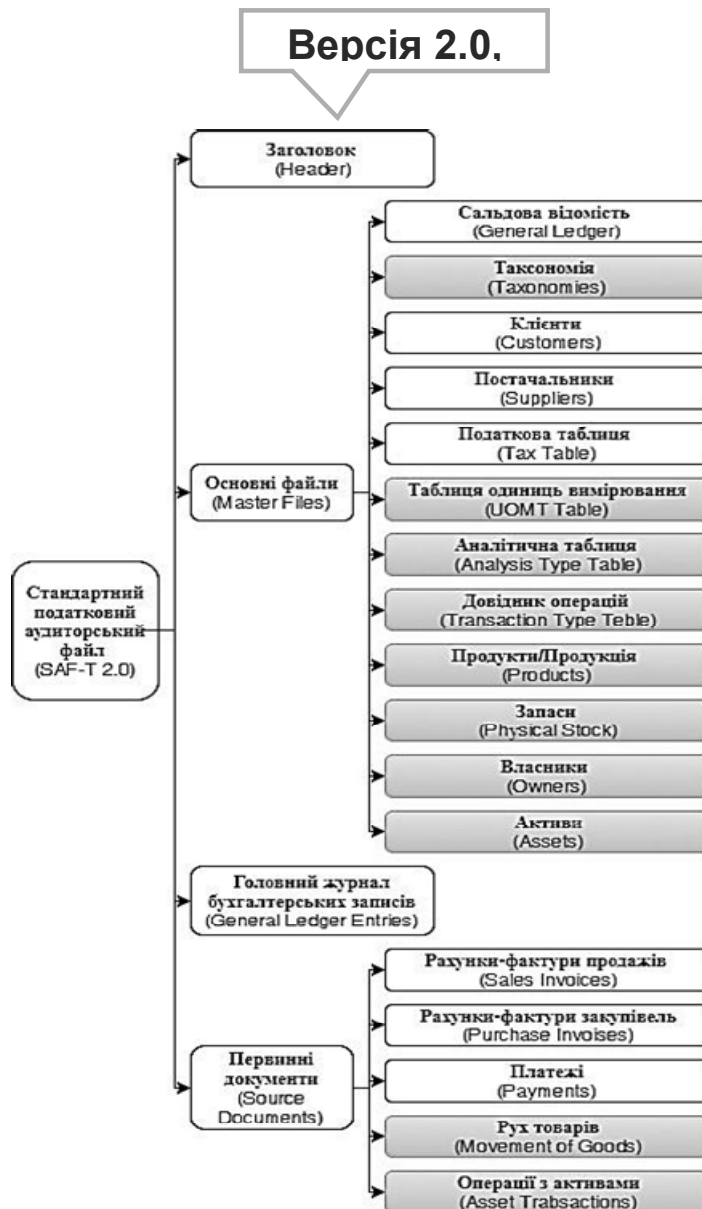 Версія 2.0,
Заголовок
(Header)
Сальдова відомість
(General Ledger)
Таксономія
(Taxonomies)
Клієнти
(Customers)
Постачальники
(Suppliers)
Податкова таблиця
(Tax Table)
Основні файли
(Master Files)
Таблиця одиниць вимірювання
(UOMT Table)
Аналітична таблиця
(Analysis Type Table)
Довідник операцій
(Transaction Type Teble)
Стандартний
податковий
аудиторський
файл
(SAF-T 2.0)
Продукти/Продукція
(Products)
Запаси
(Physical Stock)
Власники
(Owners)
Активи
(Assets)
Головний журнал
бухгалтерських записів
(General Ledger Entries)
Рахунки-фактури продажів
(Sales Invoices)
Рахунки-фактури закупівель
(Purchase Invoises)
Первинні
документи
(Source
Documents)
Платежі
(Payments)
Рух товарів
(Movement of Goods)
Операції з активами
(Asset Trabsactions)